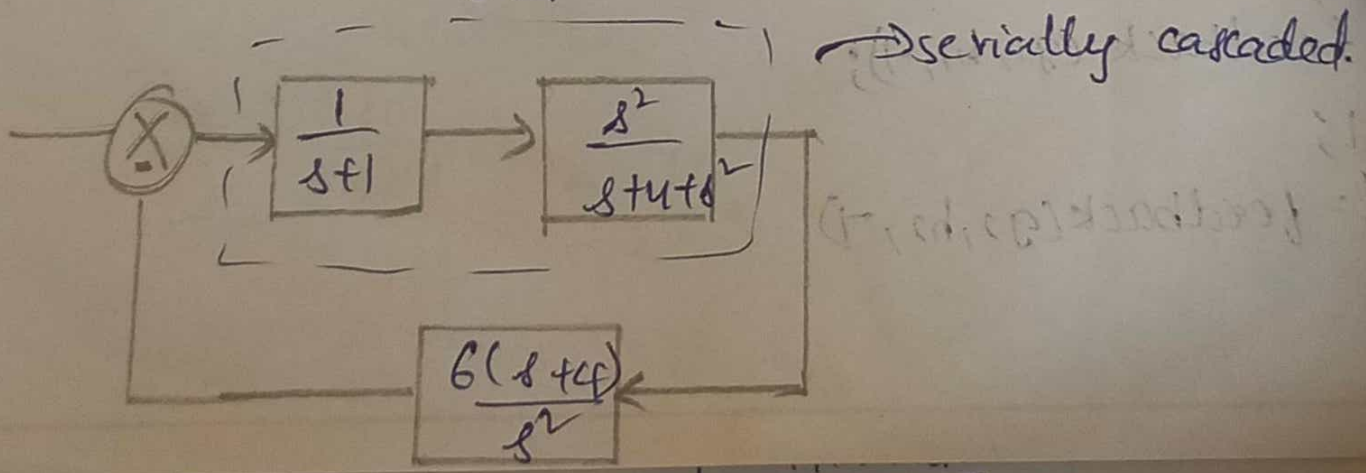 → serially cascaded.
X
-
1
s+1
s²
s+4+s²
6(s+4)
s²